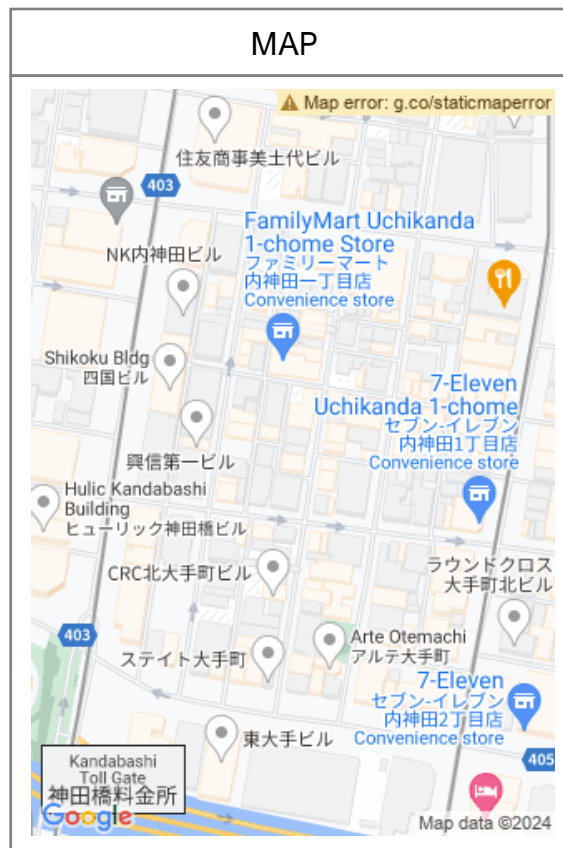 MAP
Map error: g.co/staticmaperror
住友商事美土代ビル
403
FamilyMart Uchikanda
1-chome Store
ファミリーマート
内神田一丁目店
Convenience store
NK内神田ビル
Shikoku Bldg
四国ビル
7-Eleven
Uchikanda 1-chome
セブン-イレブン
内神田1丁目店
Convenience store
興信第一ビル
Hulic Kandabashi
Building
ヒューリック神田橋ビル
CRC北大手町ビル
ラウンドクロス
大手町北ビル
403
Arte Otemachi
アルテ大手町
ステイト大手町
7-Eleven
セブン-イレブン
内神田2丁目店
Convenience store
東大手ビル
405
Kandabashi
Toll Gate
神田橋料金所
Google
Map data ©2024